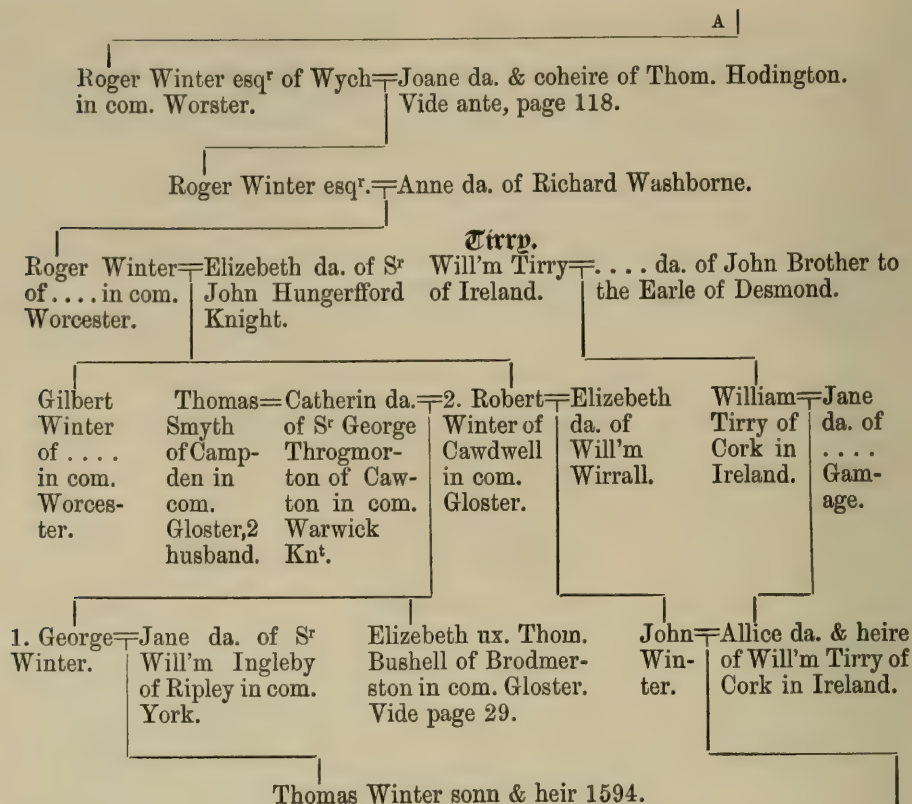 A
Roger Winter esqʳ of Wych=Joane da. & coheire of Thom. Hodington.
in com. Worster. Vide ante, page 118.
Roger Winter esqʳ.=Anne da. of Richard Washborne.
Roger Winter=Elizebeth da. of Sʳ
of .... in com. John Hungerfford
Worcester. Knight.
Tirry.
Will'm Tirry=.... da. of John Brother to
of Ireland. the Earle of Desmond.
Gilbert
Winter
of ....
in com.
Worces-
ter.
Thomas=Catherin da.=2. Robert=Elizebeth
Smyth of Sʳ George Winter of da. of
of Camp- Throgmor- Cawdwell Will'm
den in ton of Caw- in com. Wirrall.
com. ton in com. Gloster.
Gloster,2 Warwick
husband. Knᵗ.
William=Jane
Tirry of da. of
Cork in ....
Ireland. Gam-
age.
1. George=Jane da. of Sʳ
Winter. Will'm Ingleby
of Ripley in com.
York.
Elizebeth ux. Thom.
Bushell of Brodmer-
ston in com. Gloster.
Vide page 29.
John=Allice da. & heire
Win- of Will'm Tirry of
ter. Cork in Ireland.
Thomas Winter sonn & heir 1594.